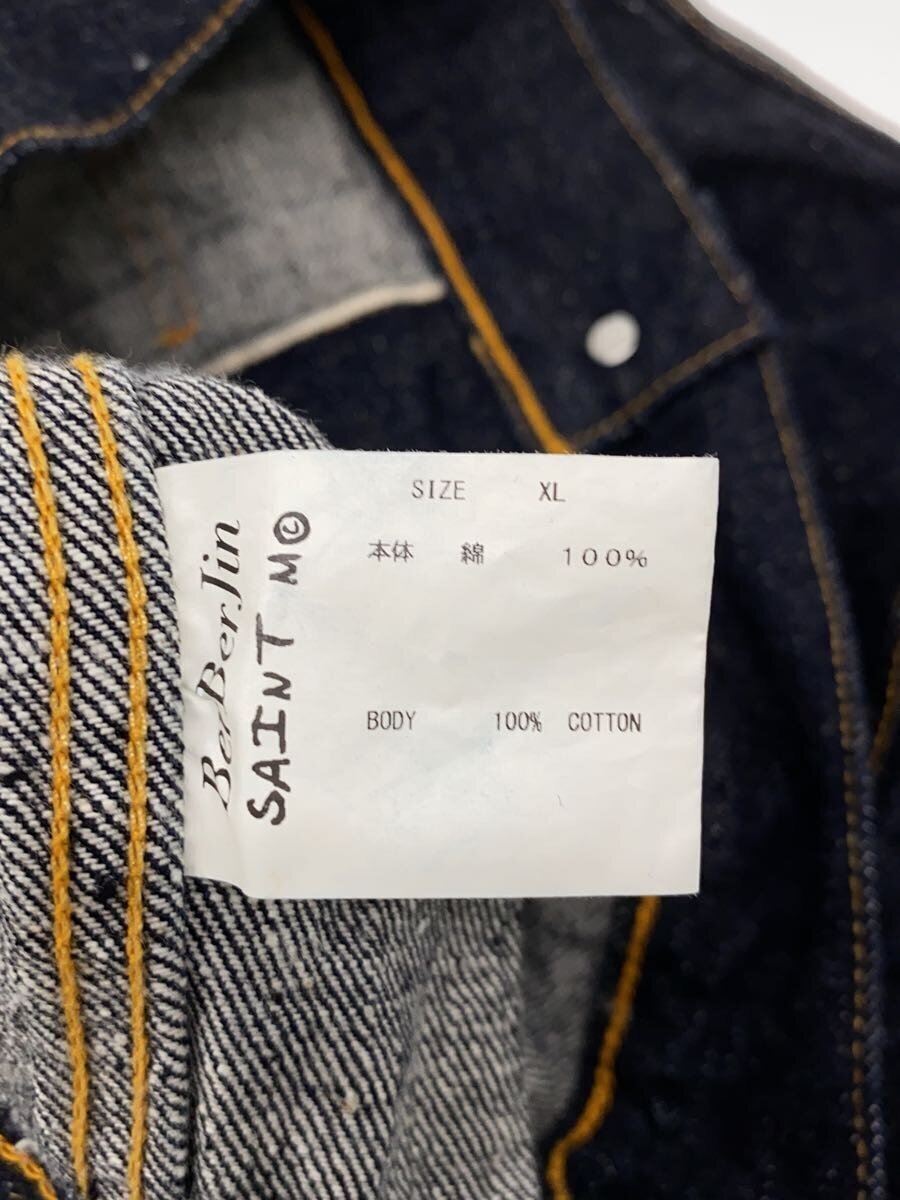 SIZE XL
本体 綿 100%
BODY 100% COTTON
BerBerJin
SAINT M©